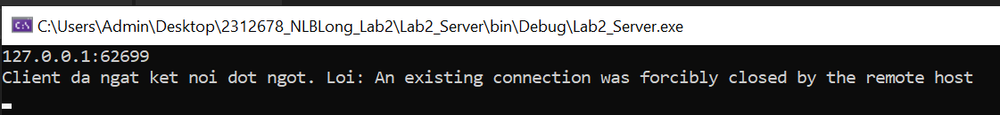 C:\Users\Admin\Desktop\2312678_NLBLong_Lab2\Lab2_Server\bin\Debug\Lab2_Server.exe
127.0.0.1:62699
Client da ngat ket noi dot ngot. Loi: An existing connection was forcibly closed by the remote host